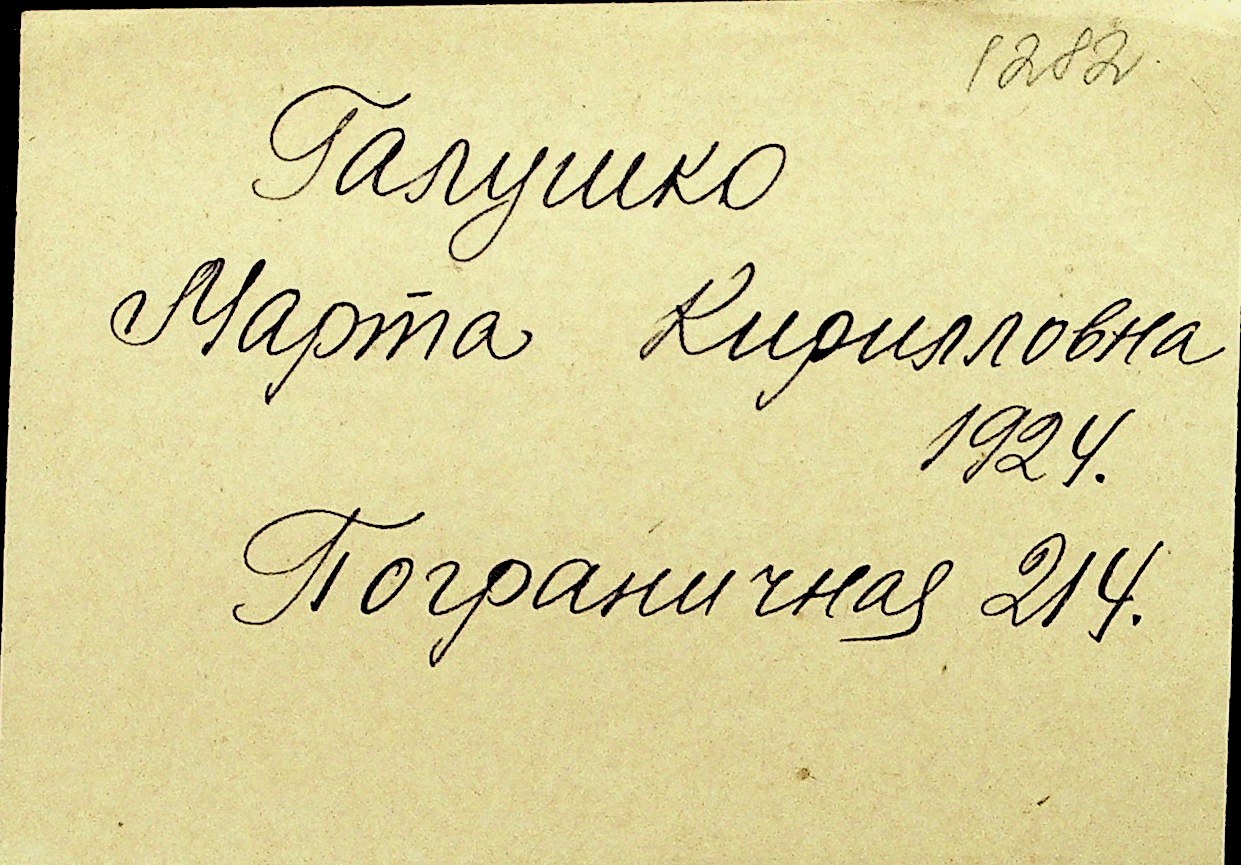 1282
Галушко
Марта Кирилловна
1924.
Пограничная 214.